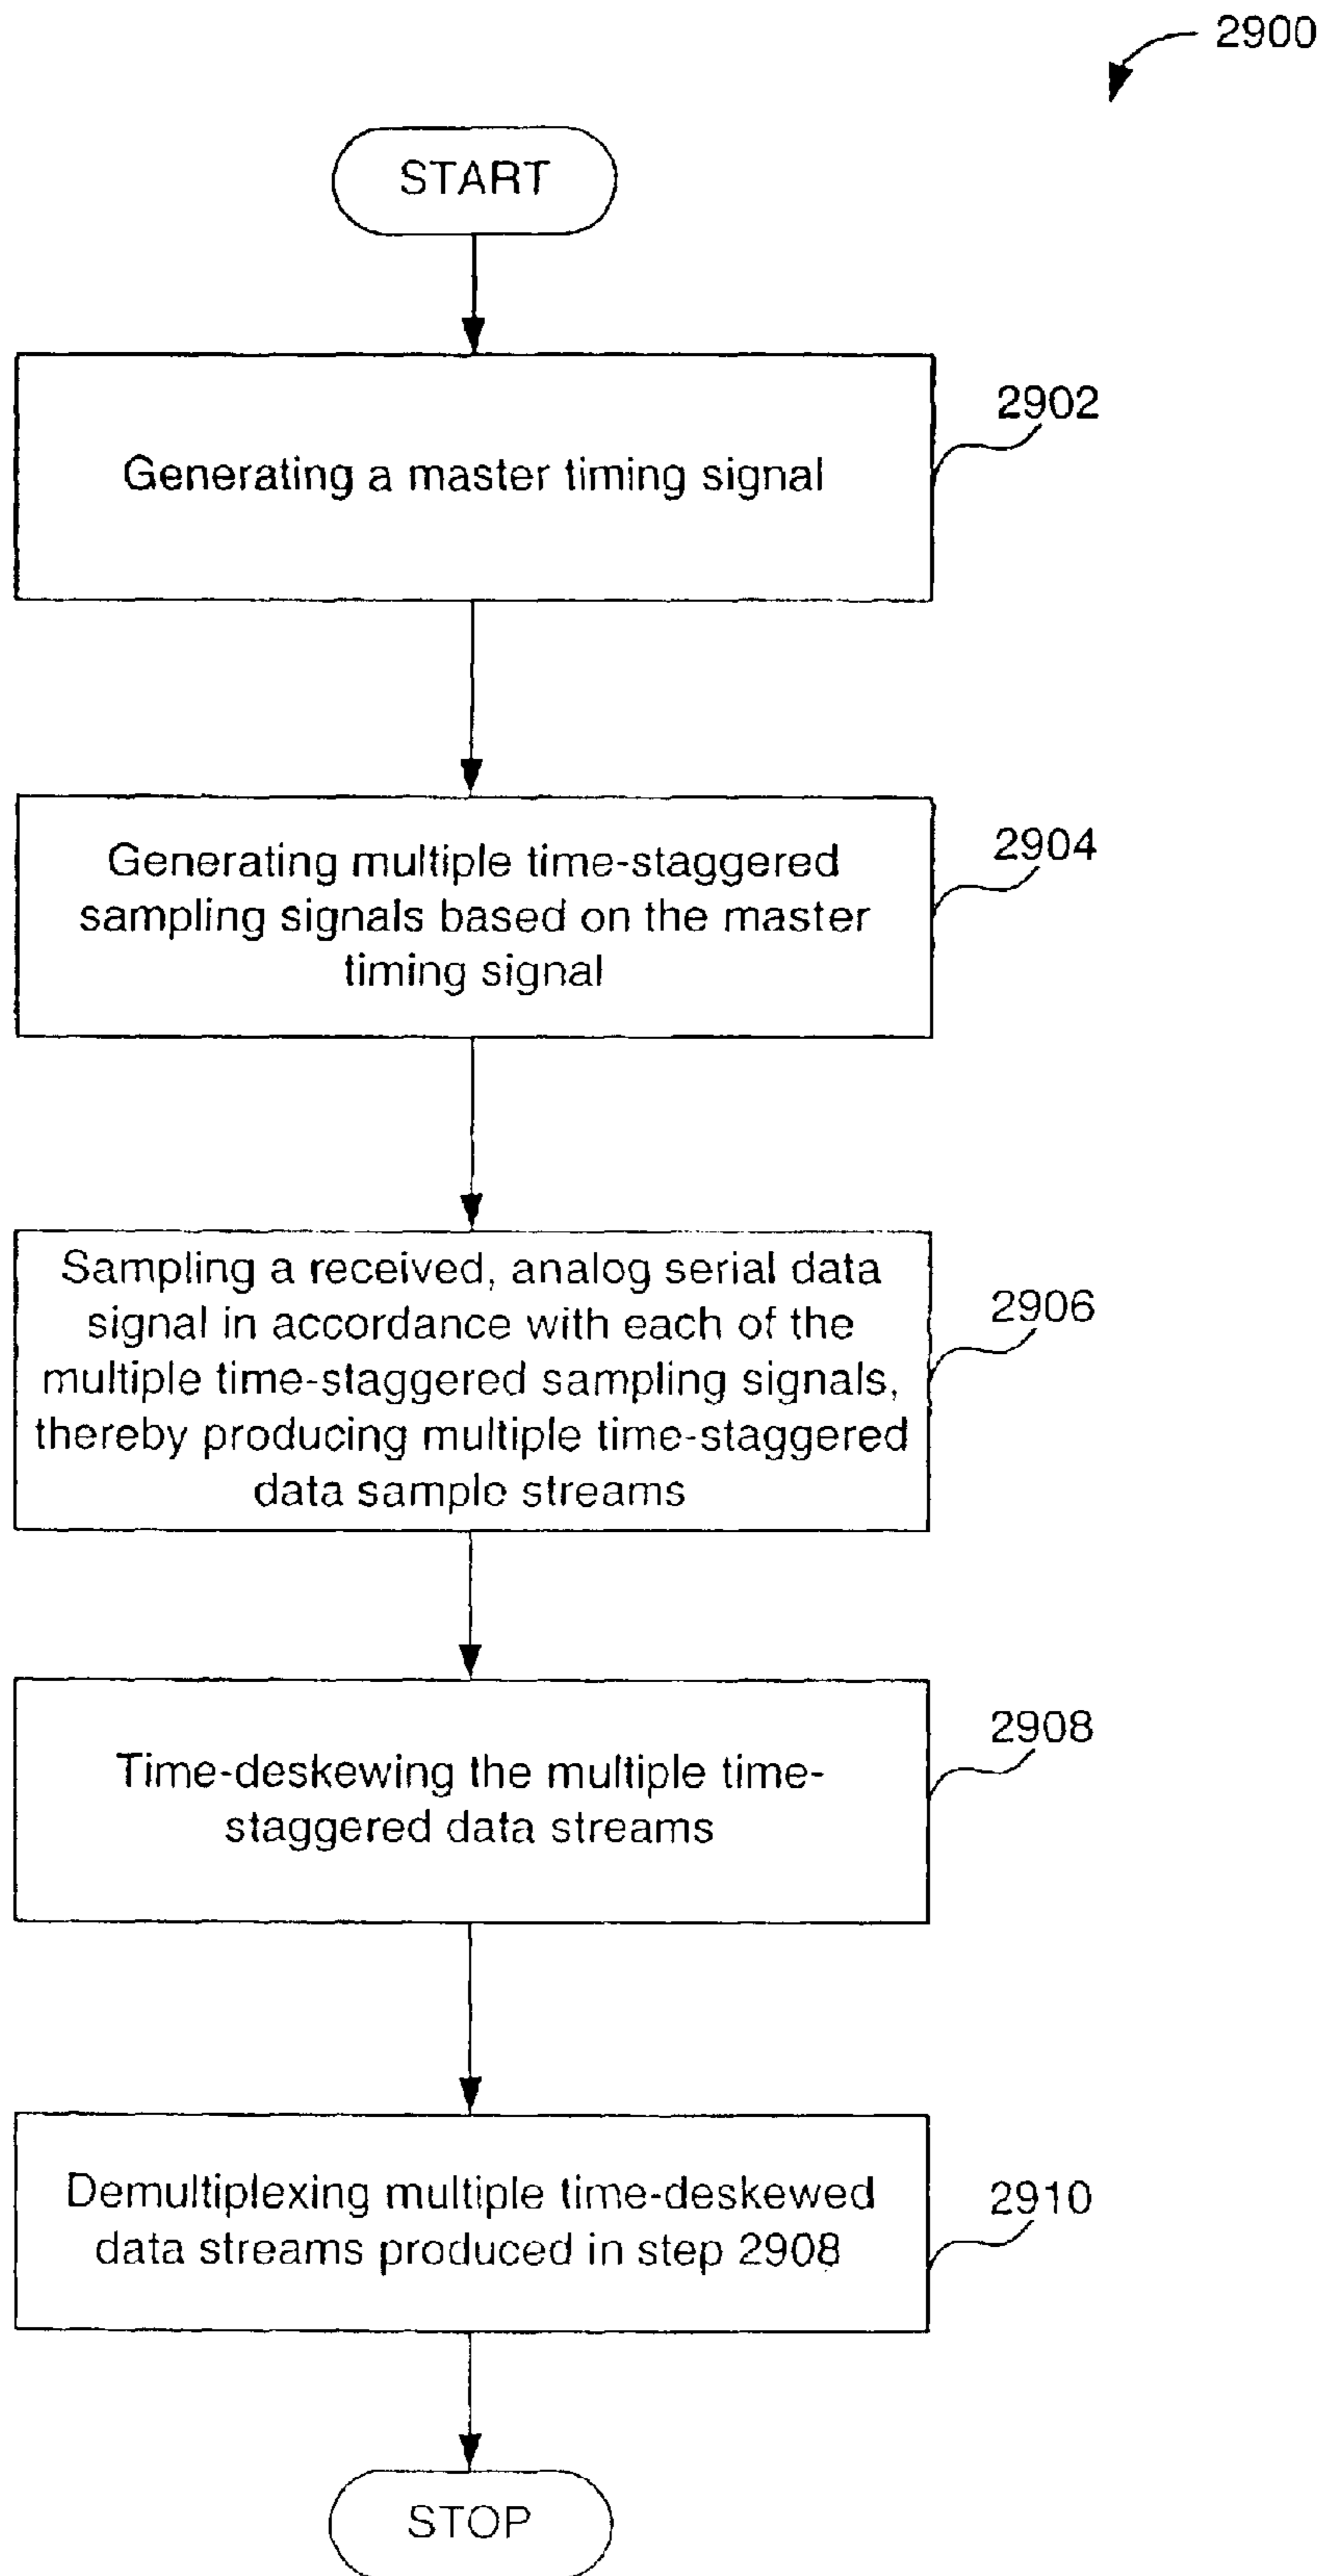 2900
START
Generating a master timing signal
2902
Generating multiple time-staggered
sampling signals based on the master
timing signal
2904
Sampling a received, analog serial data
signal in accordance with each of the
multiple time-staggered sampling signals,
thereby producing multiple time-staggered
data sample streams
2906
Time-deskewing the multiple time-
staggered data streams
2908
Demultiplexing multiple time-deskewed
data streams produced in step 2908
2910
STOP